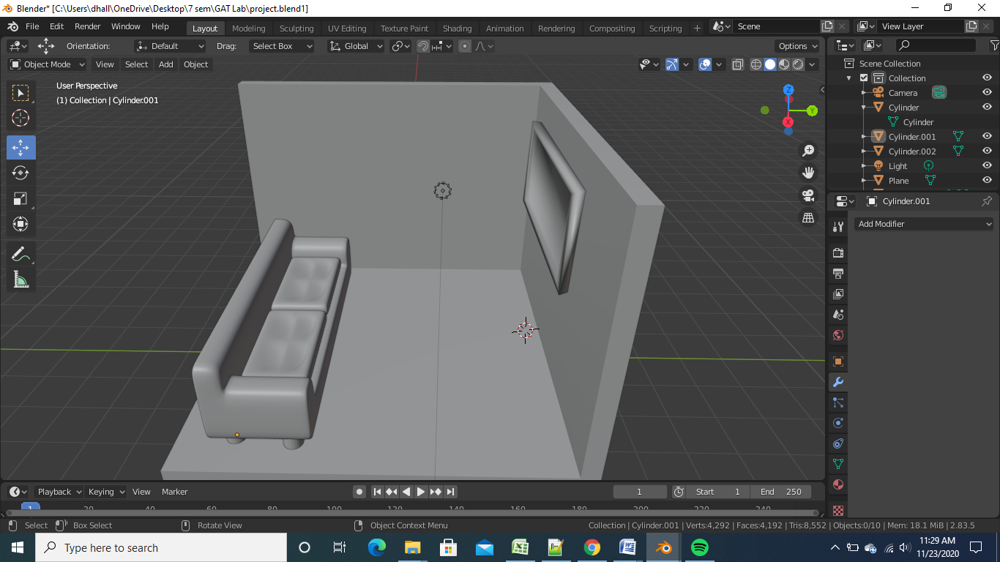 Blender* [C:\Users\dhall\OneDrive\Desktop\7 sem\GAT Lab\project.blend1]
File Edit Render Window Help Layout Modeling Sculpting UV Editing Texture Paint Shading Animation Rendering Compositing Scripting + Scene View Layer
Orientation: Default Drag: Select Box Global Options
Object Mode View Select Add Object
User Perspective
(1) Collection | Cylinder.001
Z
Y
X
Scene Collection
Collection
Camera
Cylinder
Cylinder
Cylinder.001
Cylinder.002
Light
Plane
Cylinder.001
Add Modifier
Playback Keying View Marker 1 Start 1 End 250
1 20 40 60 80 100 120 140 160 180 200 220 240
Select Box Select Rotate View Object Context Menu Collection | Cylinder.001 | Verts:4,292 | Faces:4,192 | Tris:8,552 | Objects:0/10 | Mem: 18.1 MiB | 2.83.5
Type here to search
11:29 AM
11/23/2020